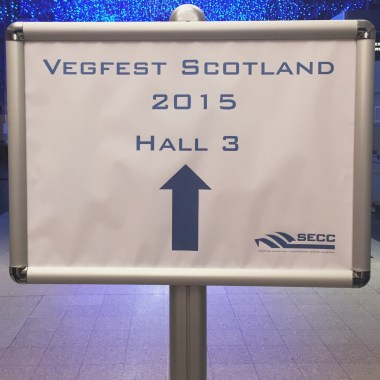 VEGFEST SCOTLAND
2015
HALL 3
SECC